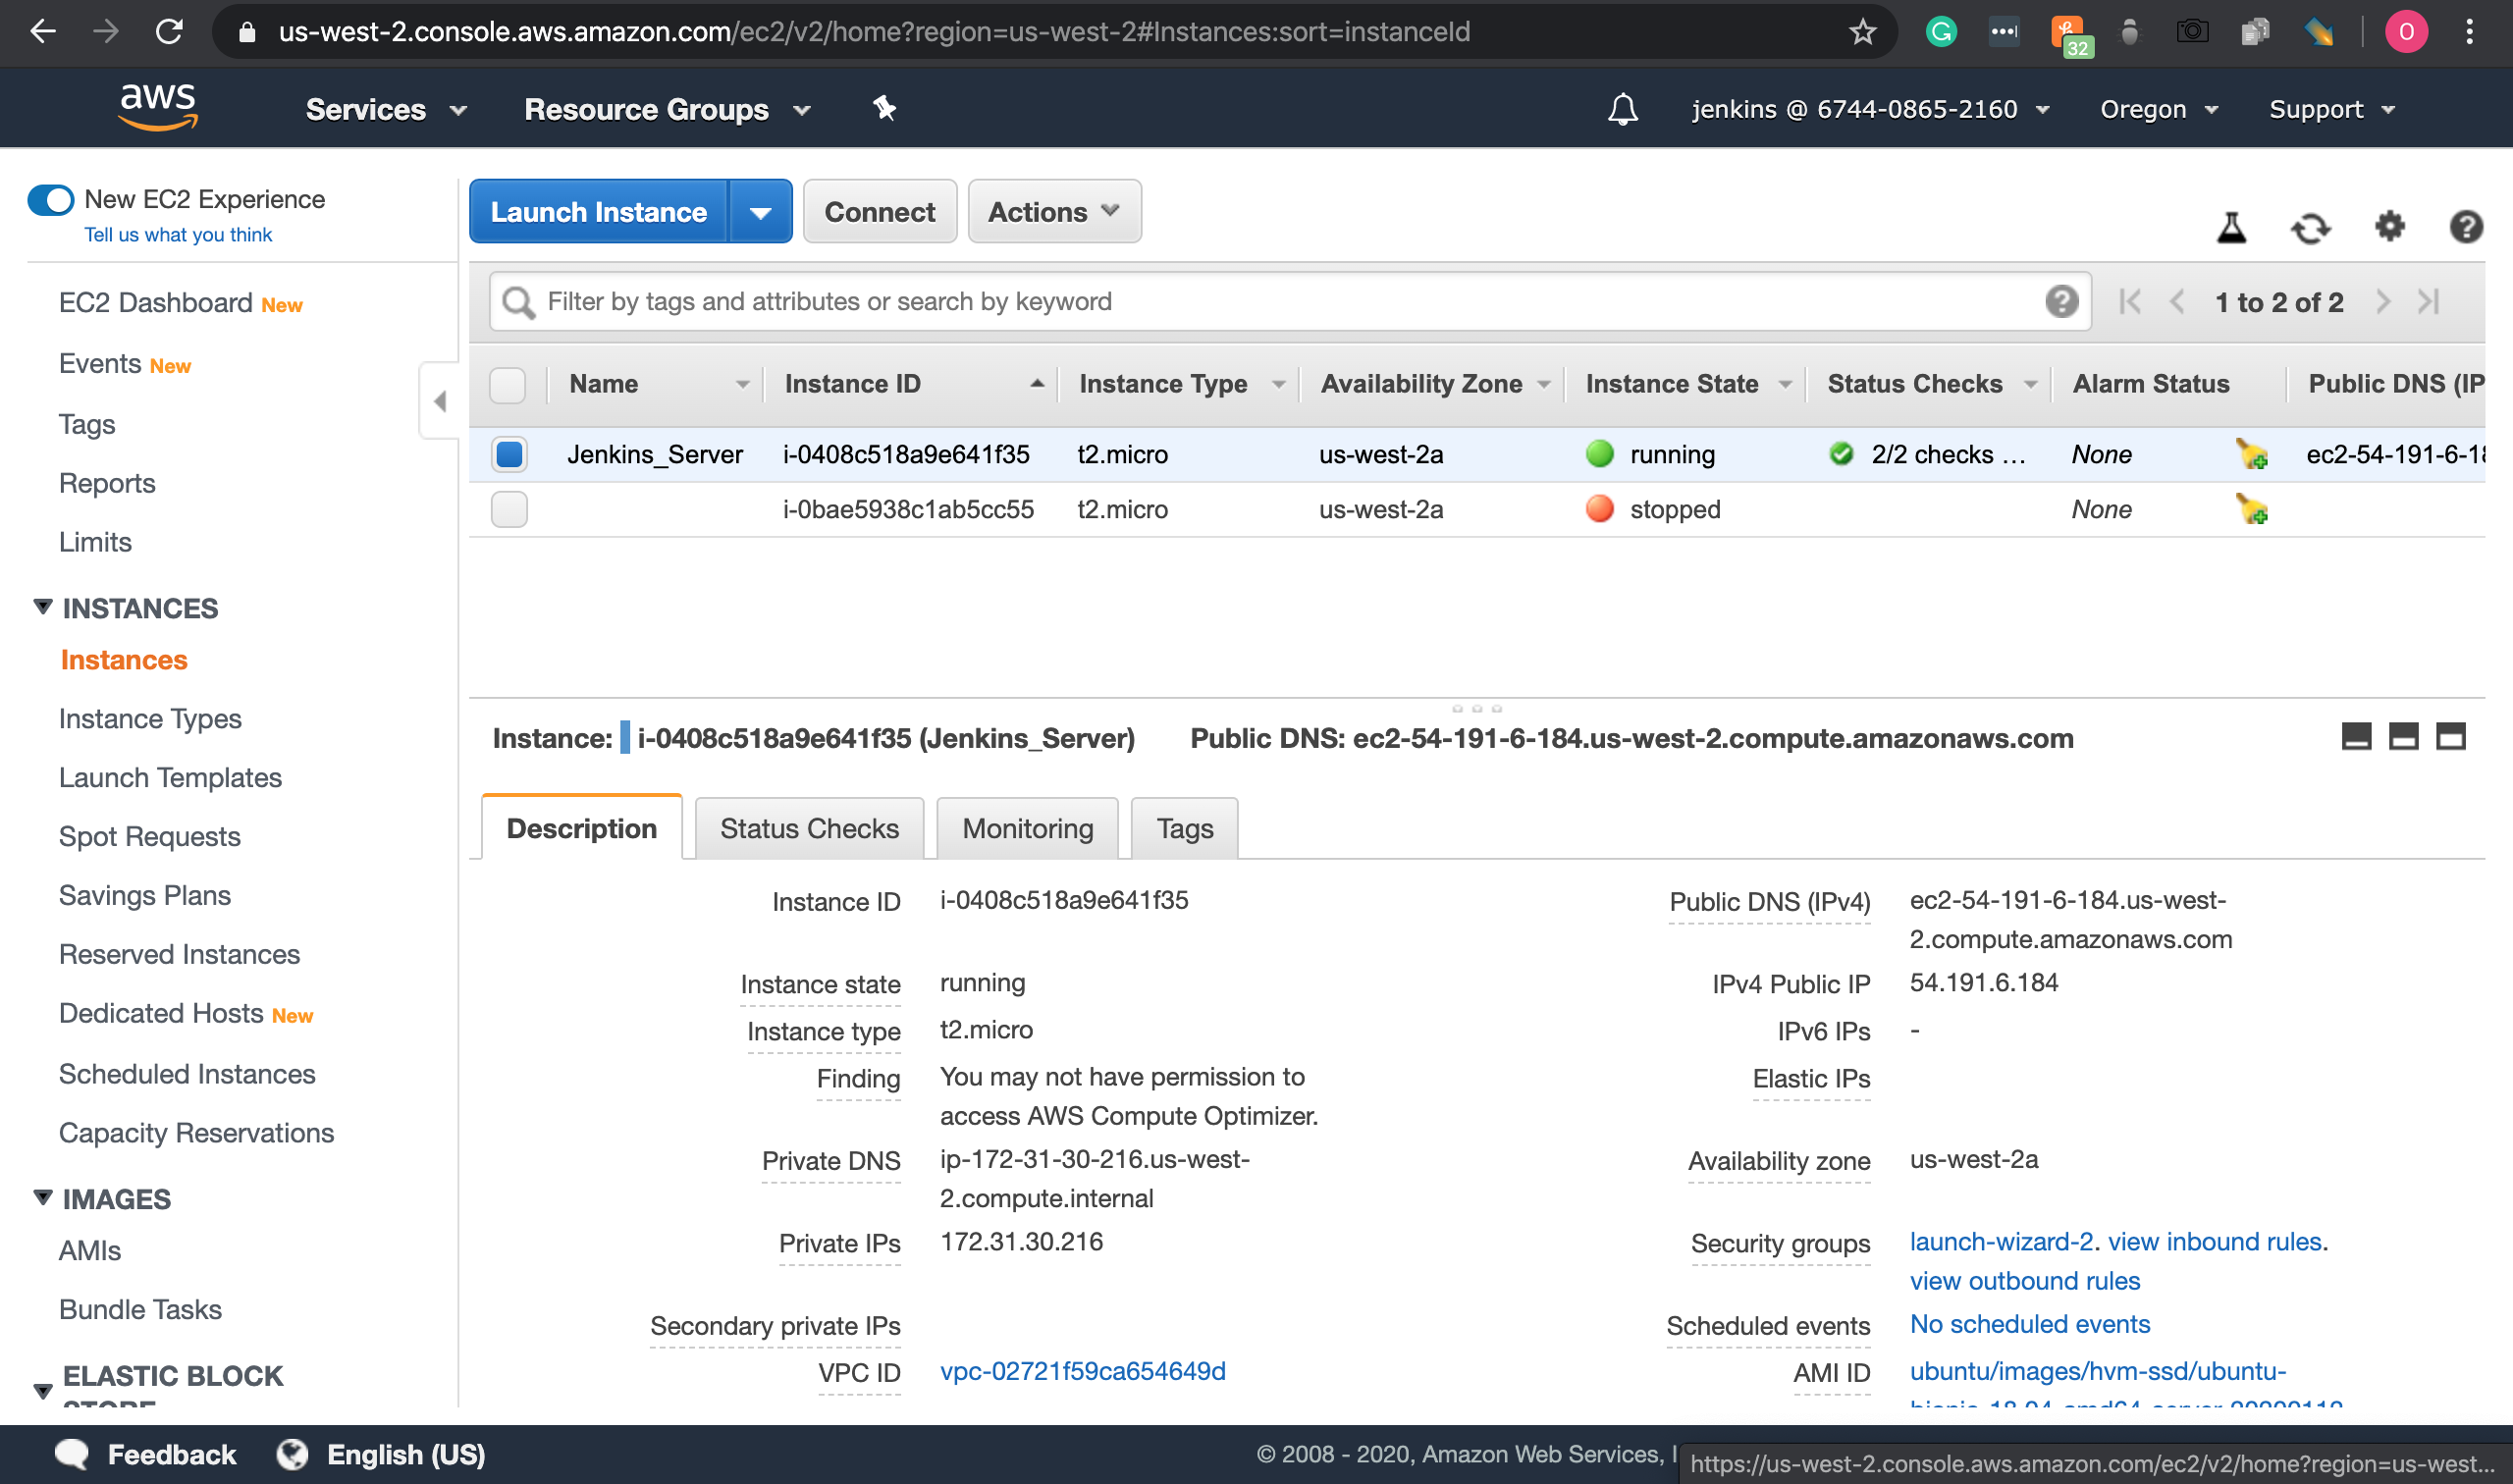 us-west-2.console.aws.amazon.com/ec2/v2/home?region=us-west-2#Instances:sort=instanceId
32
O
aws
Services
Resource Groups
jenkins @ 6744-0865-2160
Oregon
Support
New EC2 Experience
Tell us what you think
EC2 Dashboard New
Events New
Tags
Reports
Limits
INSTANCES
Instances
Instance Types
Launch Templates
Spot Requests
Savings Plans
Reserved Instances
Dedicated Hosts New
Scheduled Instances
Capacity Reservations
IMAGES
AMIs
Bundle Tasks
ELASTIC BLOCK
STORE
Launch Instance
Connect
Actions
Filter by tags and attributes or search by keyword
1 to 2 of 2
Name Instance ID Instance Type Availability Zone Instance State Status Checks Alarm Status Public DNS (IP
Jenkins_Server i-0408c518a9e641f35 t2.micro us-west-2a running 2/2 checks ... None ec2-54-191-6-18
i-0bae5938c1ab5cc55 t2.micro us-west-2a stopped None
Instance: i-0408c518a9e641f35 (Jenkins_Server) Public DNS: ec2-54-191-6-184.us-west-2.compute.amazonaws.com
Description Status Checks Monitoring Tags
Instance ID i-0408c518a9e641f35
Instance state running
Instance type t2.micro
Finding You may not have permission to
access AWS Compute Optimizer.
Private DNS ip-172-31-30-216.us-west-
2.compute.internal
Private IPs 172.31.30.216
Secondary private IPs
VPC ID vpc-02721f59ca654649d
Public DNS (IPv4) ec2-54-191-6-184.us-west-
2.compute.amazonaws.com
IPv4 Public IP 54.191.6.184
IPv6 IPs -
Elastic IPs
Availability zone us-west-2a
Security groups launch-wizard-2. view inbound rules.
view outbound rules
Scheduled events No scheduled events
AMI ID ubuntu/images/hvm-ssd/ubuntu-
bionic-18.04-amd64-server-20200112
Feedback
English (US)
© 2008 - 2020, Amazon Web Services, I
https://us-west-2.console.aws.amazon.com/ec2/v2/home?region=us-west...